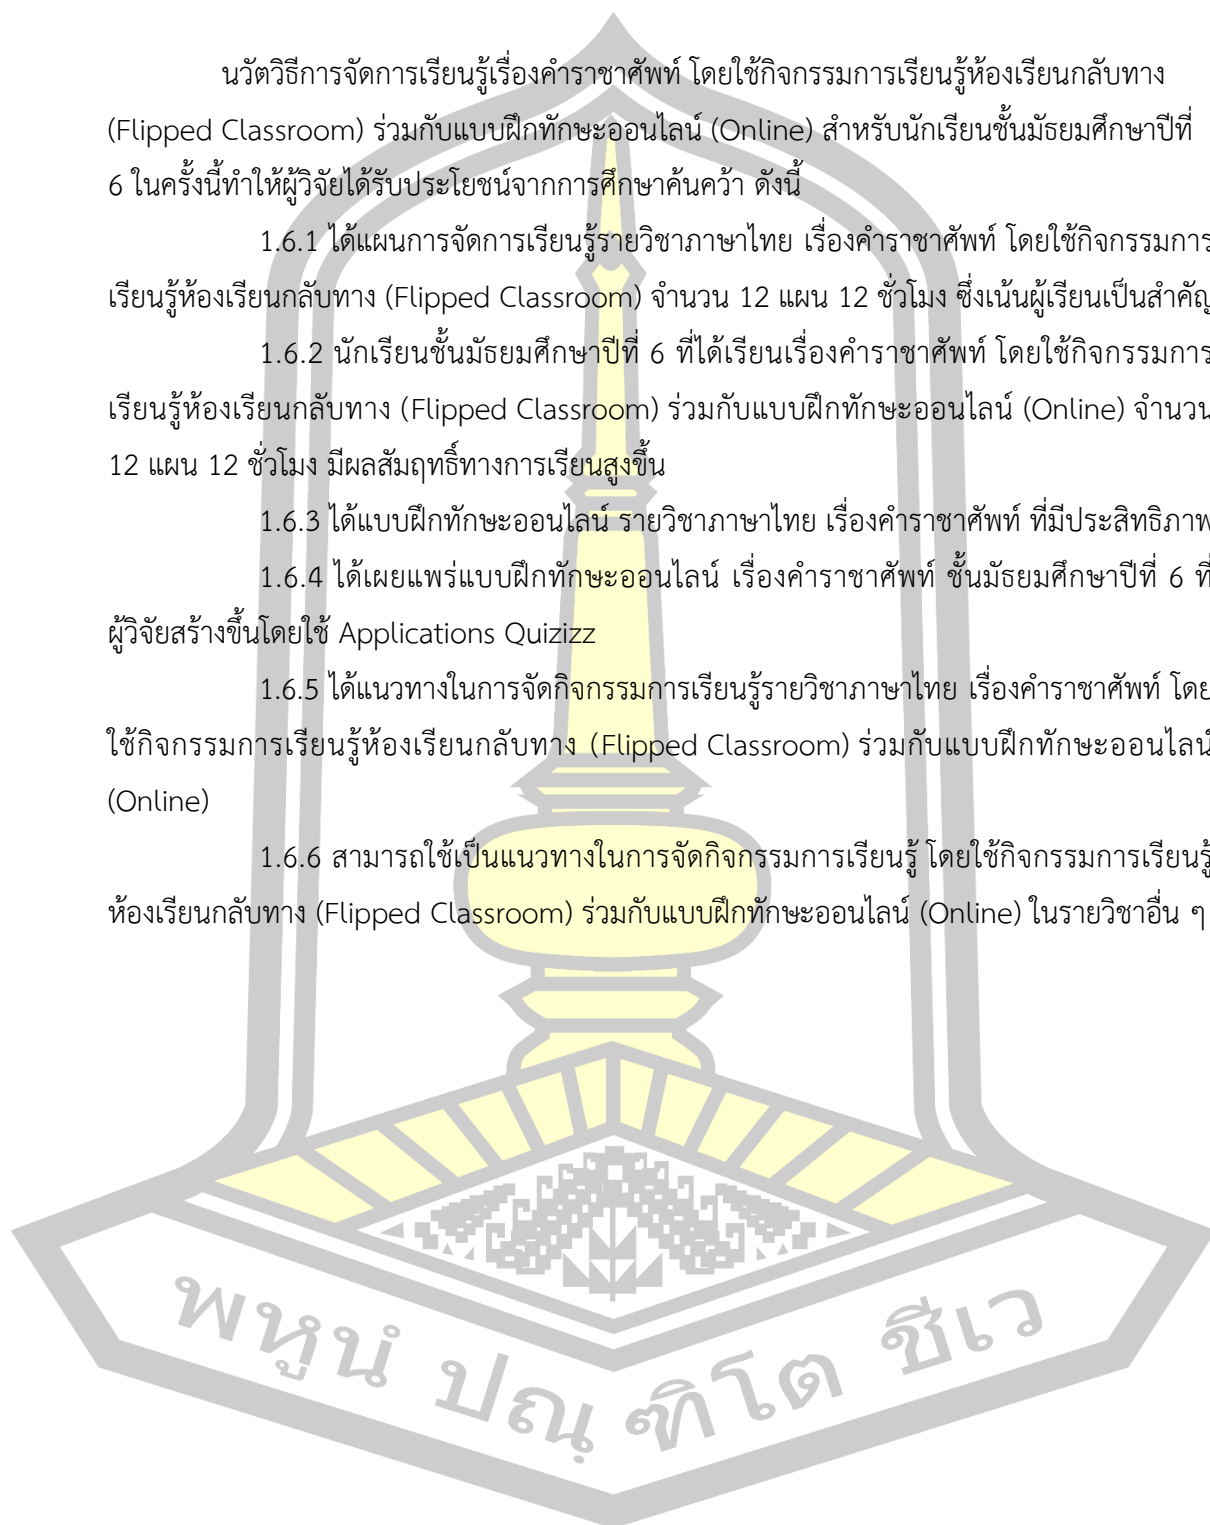 นวัตวิธีการจัดการเรียนรู้เรื่องคำราชาศัพท์ โดยใช้กิจกรรมการเรียนรู้ห้องเรียนกลับทาง
(Flipped Classroom) ร่วมกับแบบฝึกทักษะออนไลน์ (Online) สำหรับนักเรียนชั้นมัธยมศึกษาปีที่
6 ในครั้งนี้ทำให้ผู้วิจัยได้รับประโยชน์จากการศึกษาค้นคว้า ดังนี้
1.6.1 ได้แผนการจัดการเรียนรู้รายวิชาภาษาไทย เรื่องคำราชาศัพท์ โดยใช้กิจกรรมการ
เรียนรู้ห้องเรียนกลับทาง (Flipped Classroom) จำนวน 12 แผน 12 ชั่วโมง ซึ่งเน้นผู้เรียนเป็นสำคัญ
1.6.2 นักเรียนชั้นมัธยมศึกษาปีที่ 6 ที่ได้เรียนเรื่องคำราชาศัพท์ โดยใช้กิจกรรมการ
เรียนรู้ห้องเรียนกลับทาง (Flipped Classroom) ร่วมกับแบบฝึกทักษะออนไลน์ (Online) จำนวน
12 แผน 12 ชั่วโมง มีผลสัมฤทธิ์ทางการเรียนสูงขึ้น
1.6.3 ได้แบบฝึกทักษะออนไลน์ รายวิชาภาษาไทย เรื่องคำราชาศัพท์ ที่มีประสิทธิภาพ
1.6.4 ได้เผยแพร่แบบฝึกทักษะออนไลน์ เรื่องคำราชาศัพท์ ชั้นมัธยมศึกษาปีที่ 6 ที่
ผู้วิจัยสร้างขึ้นโดยใช้ Applications Quizizz
1.6.5 ได้แนวทางในการจัดกิจกรรมการเรียนรู้รายวิชาภาษาไทย เรื่องคำราชาศัพท์ โดย
ใช้กิจกรรมการเรียนรู้ห้องเรียนกลับทาง (Flipped Classroom) ร่วมกับแบบฝึกทักษะออนไลน์
(Online)
1.6.6 สามารถใช้เป็นแนวทางในการจัดกิจกรรมการเรียนรู้ โดยใช้กิจกรรมการเรียนรู้
ห้องเรียนกลับทาง (Flipped Classroom) ร่วมกับแบบฝึกทักษะออนไลน์ (Online) ในรายวิชาอื่น ๆ
พหูนํ ปณฺฑิโต ชีเว